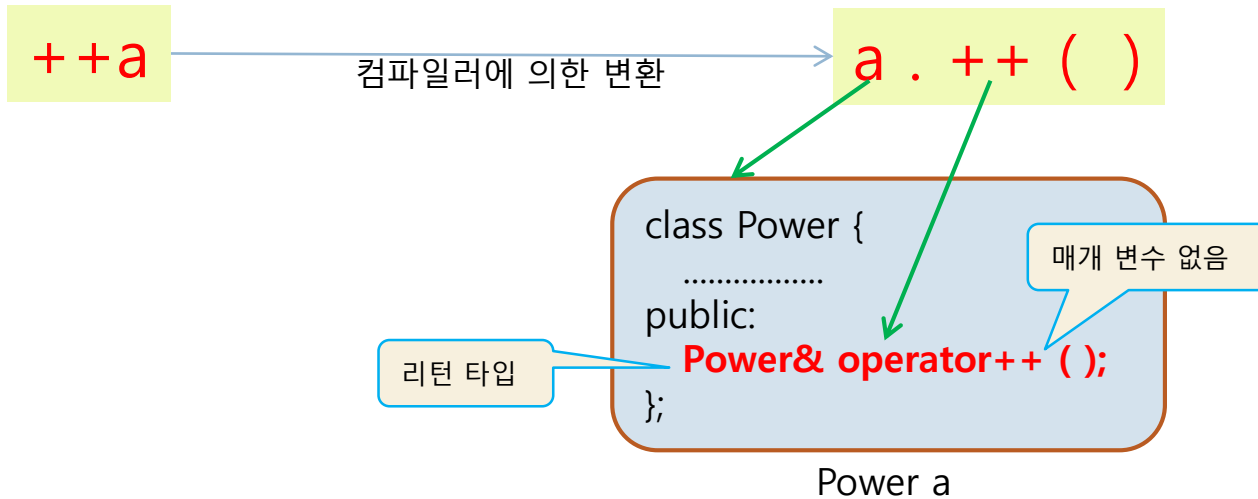 ++a
컴파일러에 의한 변환
a . ++ ( )
class Power {
.................
public:
Power& operator++ ( );
};
매개 변수 없음
리턴 타입
Power a